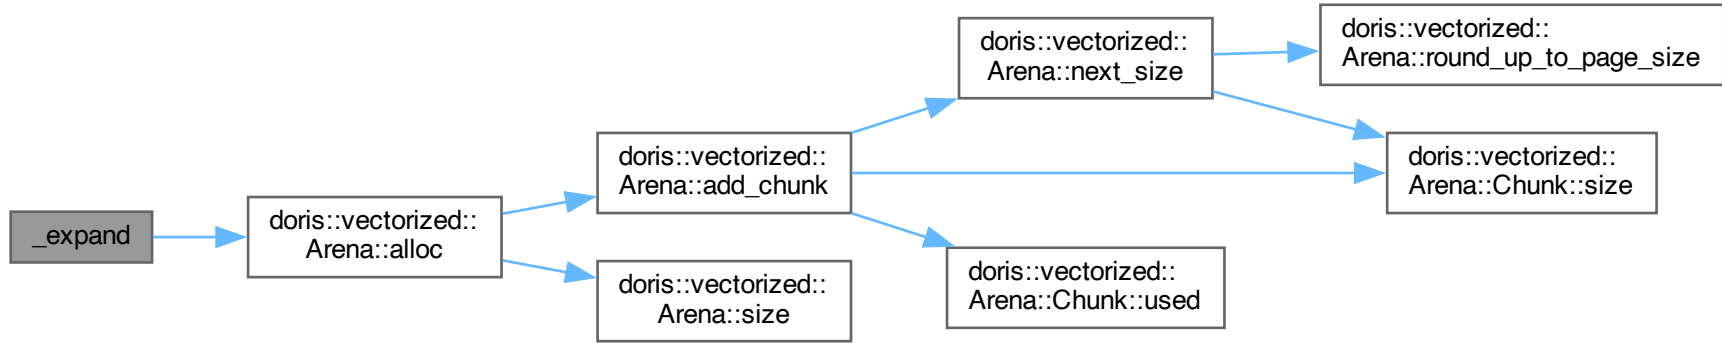 _expand
doris::vectorized::
Arena::alloc
doris::vectorized::
Arena::add_chunk
doris::vectorized::
Arena::size
doris::vectorized::
Arena::next_size
doris::vectorized::
Arena::Chunk::used
doris::vectorized::
Arena::round_up_to_page_size
doris::vectorized::
Arena::Chunk::size